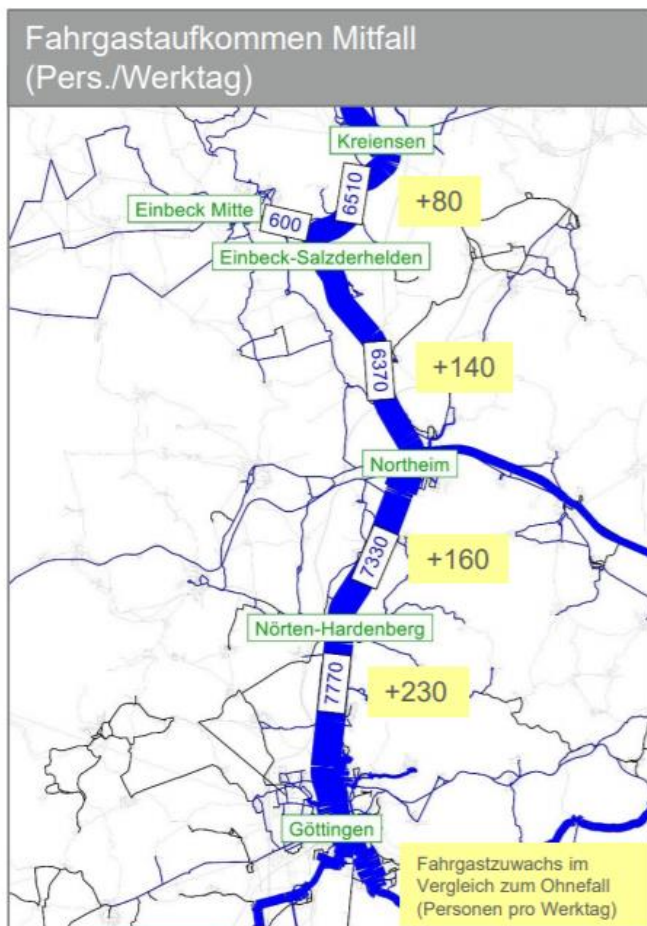 Fahrgastaufkommen Mitfall
(Pers./Werktag)
Kreiensen
6510
+80
Einbeck Mitte
600
Einbeck-Salzderhelden
6370
+140
Northeim
7330
+160
Nörten-Hardenberg
7770
+230
Göttingen
Fahrgastzuwachs im
Vergleich zum Ohnefall
(Personen pro Werktag)